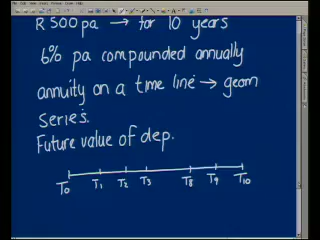 R 500 pa → for 10 years
6% pa compounded annually
annuity on a time line → geom
series.
Future value of dep.
T0 T1 T2 T3 T8 T9 T10